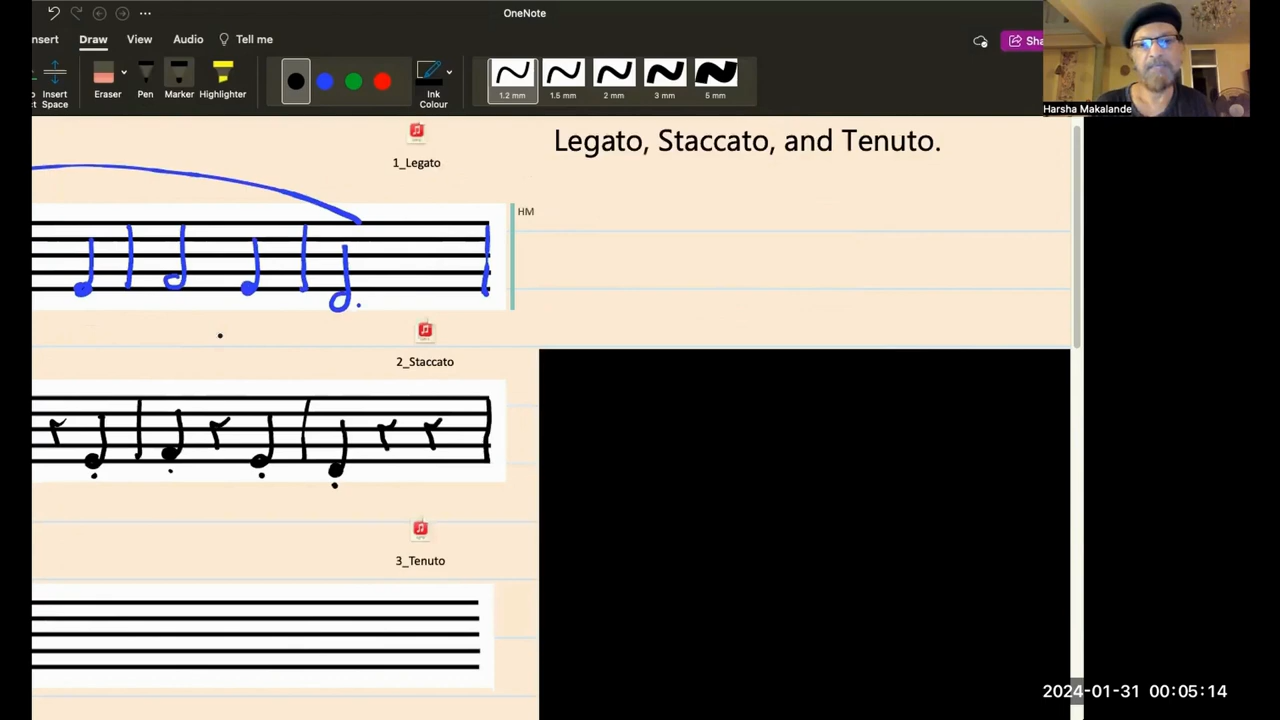 OneNote
nsert Draw View Audio Tell me
Sha
Insert Space
Eraser
Pen
Marker
Highlighter
Ink Colour
1.2 mm
1.5 mm
2 mm
3 mm
5 mm
Harsha Makalande
1_Legato
Legato, Staccato, and Tenuto.
HM
2_Staccato
3_Tenuto
2024-01-31 00:05:14